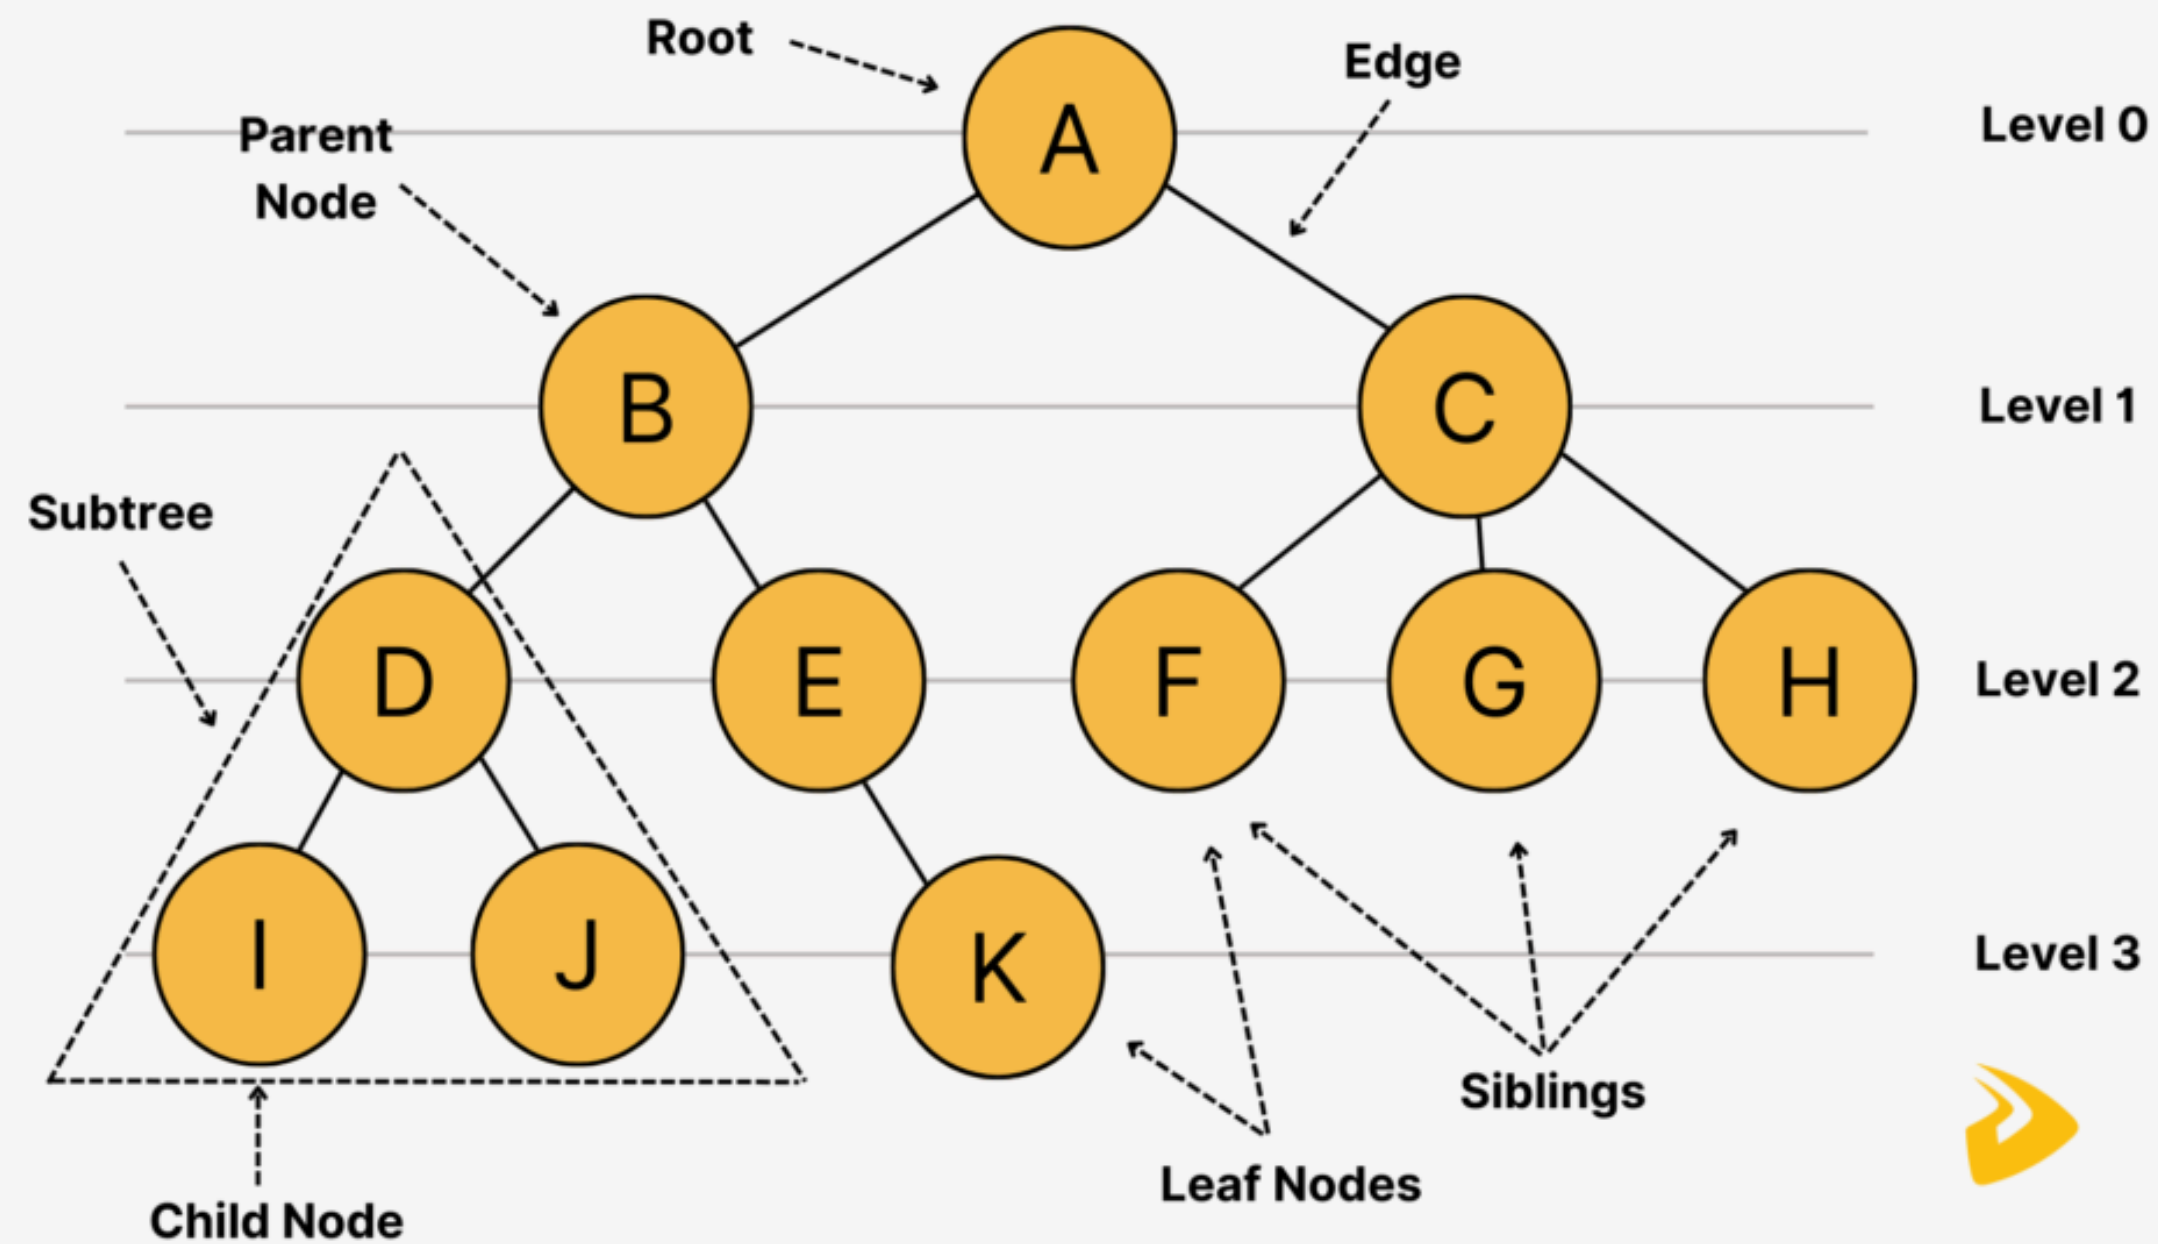 Root
Edge
A
Level 0
Parent
Node
B
C
Level 1
Subtree
D
E
F
G
H
Level 2
I
J
K
Level 3
Siblings
Leaf Nodes
Child Node